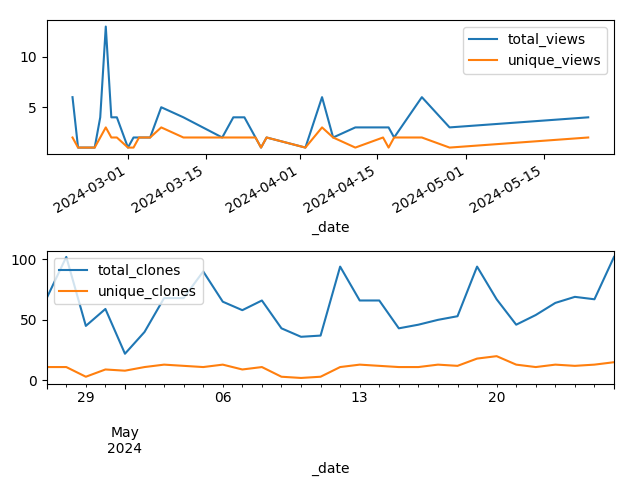 10
5
total_views
unique_views
2024-03-01
2024-03-15
2024-04-01
2024-04-15
2024-05-01
2024-05-15
_date
100
50
0
total_clones
unique_clones
29
06
13
20
May
2024
_date